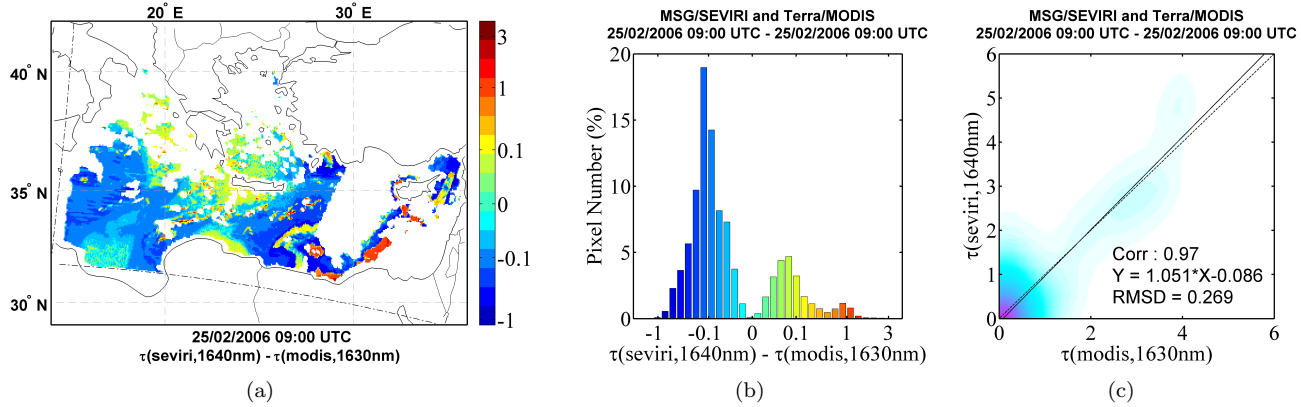 20° E
30° E
40° N
35° N
30° N
3
1
0.1
0
-0.1
-1
25/02/2006 09:00 UTC
τ(seviri,1640nm) - τ(modis,1630nm)
(a)
MSG/SEVIRI and Terra/MODIS
25/02/2006 09:00 UTC - 25/02/2006 09:00 UTC
Pixel Number (%)
20
15
10
5
0
-1 -0.1 0 0.1 1 3
τ(seviri,1640nm) - τ(modis,1630nm)
(b)
MSG/SEVIRI and Terra/MODIS
25/02/2006 09:00 UTC - 25/02/2006 09:00 UTC
τ(seviri,1640nm)
6
5
4
3
2
1
0
Corr : 0.97
Y = 1.051*X-0.086
RMSD = 0.269
0 2 4 6
τ(modis,1630nm)
(c)